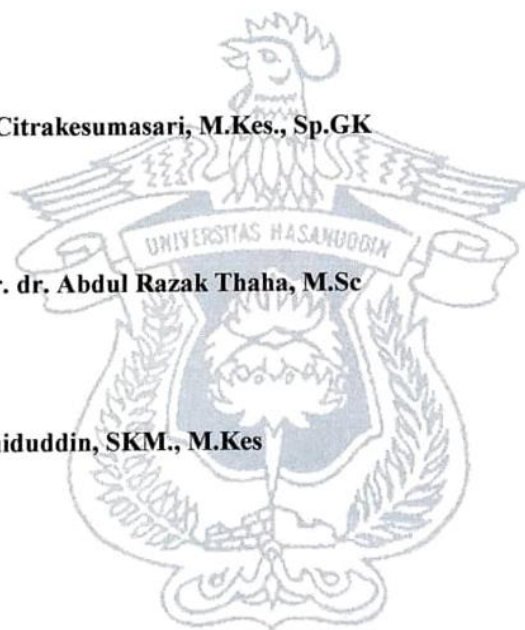 Citrakesumasari, M.Kes., Sp.GK
UNIVERSITAS HASANUDDIN
r. dr. Abdul Razak Thaha, M.Sc
iduddin, SKM., M.Kes